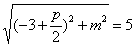 √((-3+p/2)²+m²) = 5